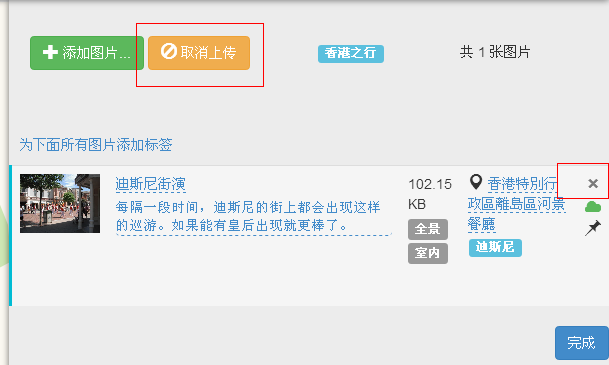 添加图片...
取消上传
香港之行
共 1 张图片
为下面所有图片添加标签
迪斯尼街演
每隔一段时间，迪斯尼的街上都会出现这样
的巡游。如果能有皇后出现就更棒了。
102.15
KB
全景
室内
香港特別行
政區離島區河景
餐廳
迪斯尼
完成